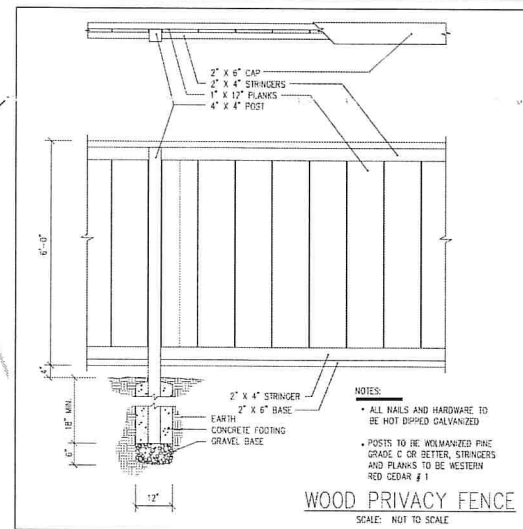 2" X 6" CAP
2" X 4" STRINGERS
1" X 12" PLANKS
4" X 4" POST
6'-0"
4"
18" MIN.
6"
2" X 4" STRINGER
2" X 6" BASE
EARTH
CONCRETE FOOTING
GRAVEL BASE
12"
NOTES:
• ALL NAILS AND HARDWARE TO
BE HOT DIPPED GALVANIZED
• POSTS TO BE WOLMANIZED PINE
GRADE C OR BETTER, STRINGERS
AND PLANKS TO BE WESTERN
RED CEDAR # 1
WOOD PRIVACY FENCE
SCALE: NOT TO SCALE